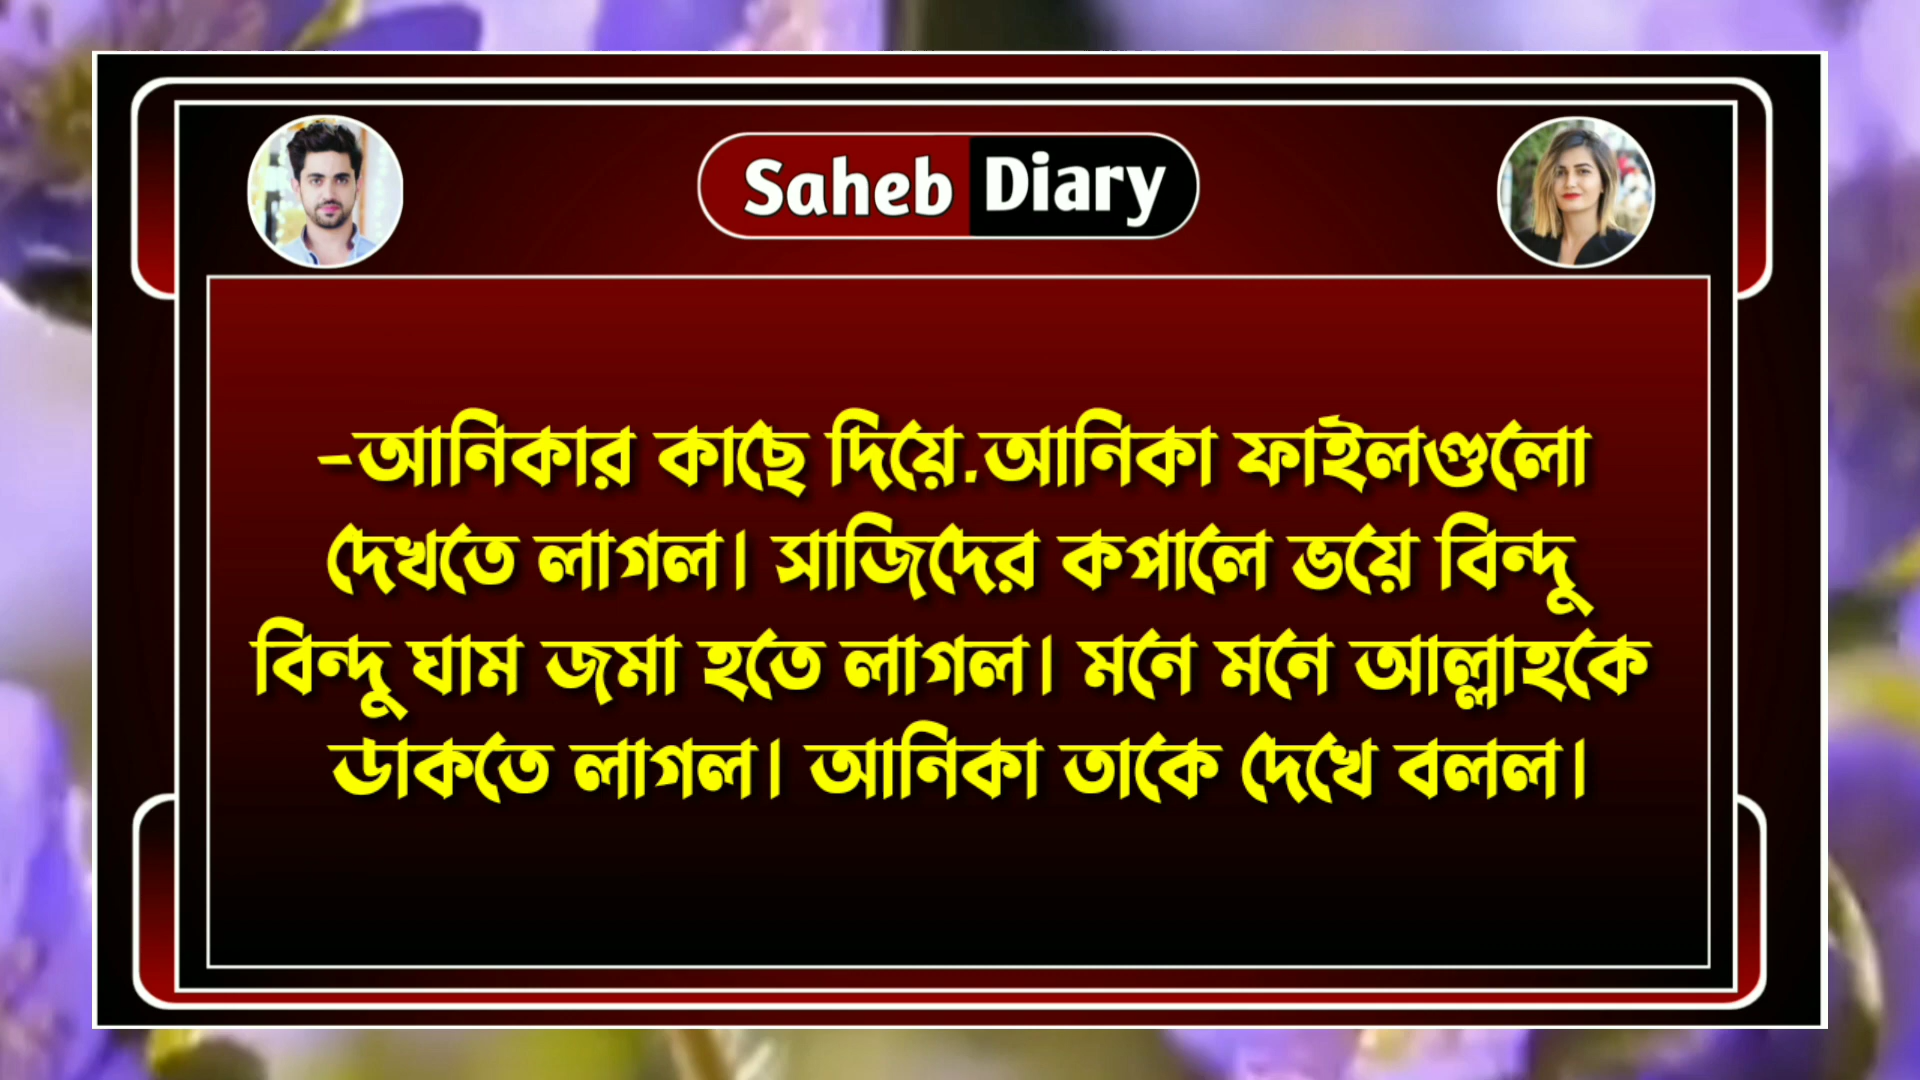 Saheb Diary
-আনিকার কাছে দিয়ে.আনিকা ফাইলগুলো
দেখতে লাগল। সাজিদের কপালে ভয়ে বিন্দু
বিন্দু ঘাম জমা হতে লাগল। মনে মনে আল্লাহকে
ডাকতে লাগল। আনিকা তাকে দেখে বলল।